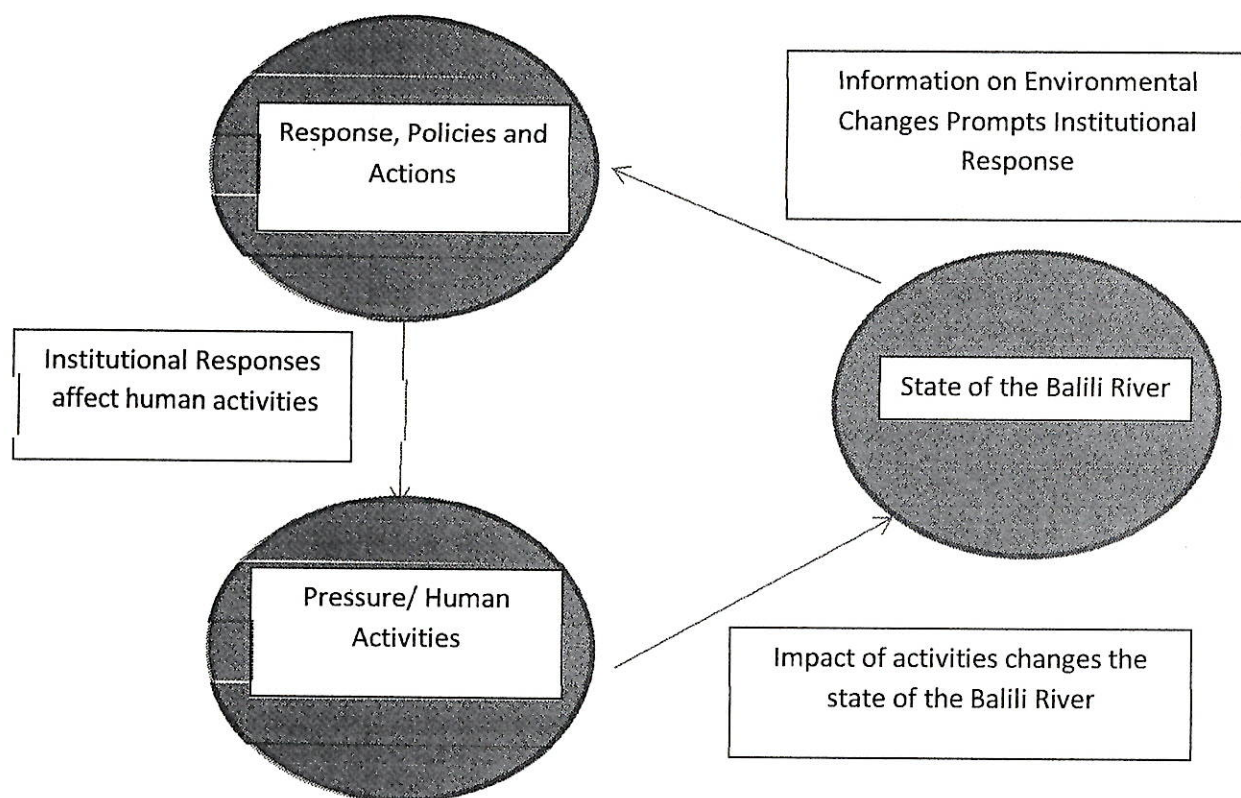 Response, Policies and
Actions
Information on Environmental
Changes Prompts Institutional
Response
Institutional Responses
affect human activities
State of the Balili River
Pressure/ Human
Activities
Impact of activities changes the
state of the Balili River